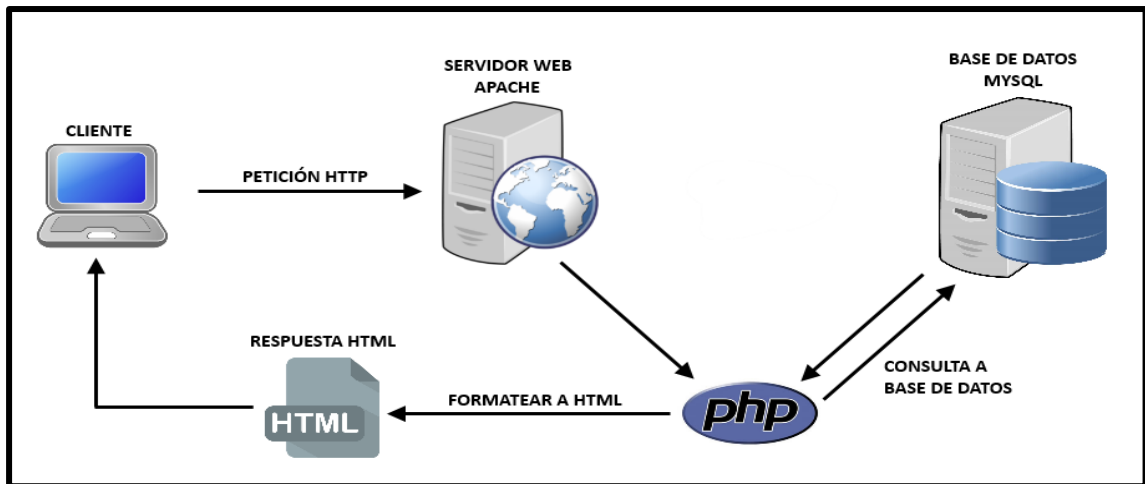 SERVIDOR WEB
APACHE
BASE DE DATOS
MYSQL
CLIENTE
PETICIÓN HTTP
RESPUESTA HTML
CONSULTA A
BASE DE DATOS
FORMATEAR A HTML
HTML
php